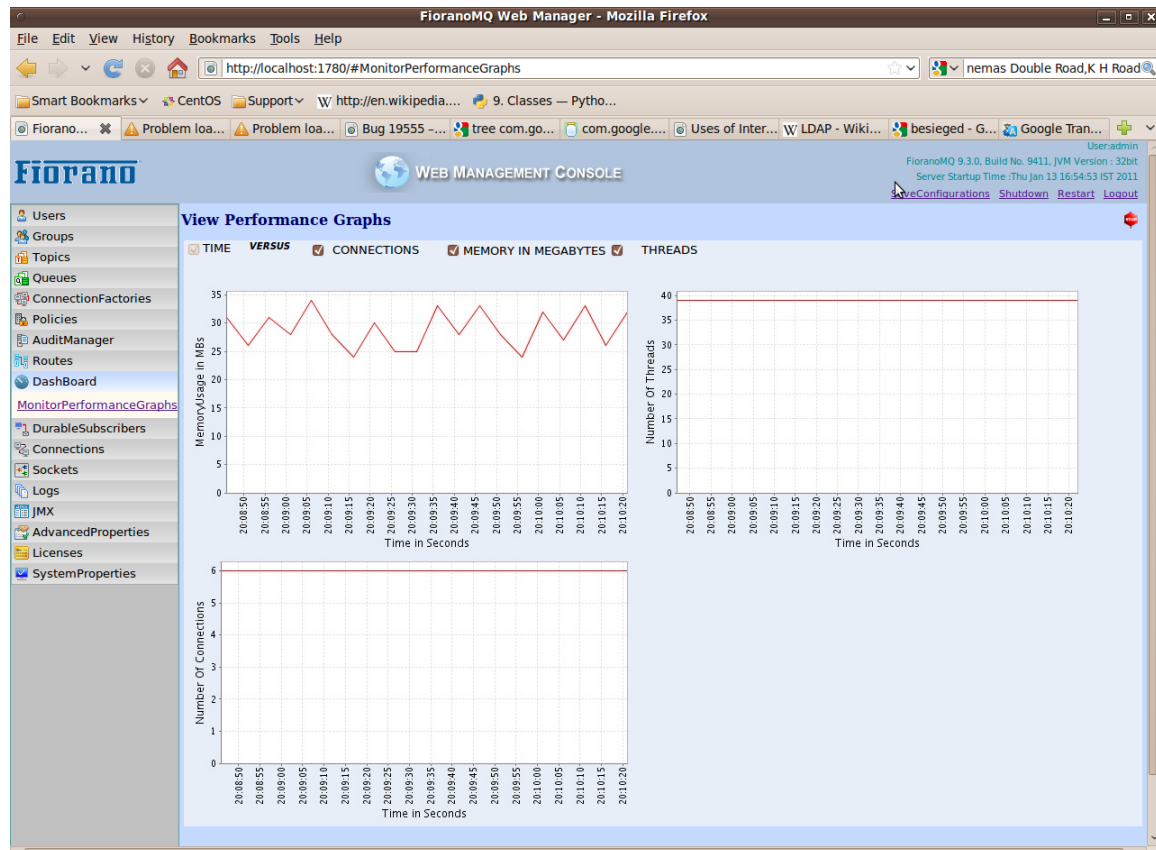 FioranoMQ Web Manager - Mozilla Firefox
File Edit View History Bookmarks Tools Help
http://localhost:1780/#MonitorPerformanceGraphs
nemas Double Road,K H Road
Smart Bookmarks CentOS Support W http://en.wikipedia.... 9. Classes — Pytho...
Fiorano... Problem loa... Problem loa... Bug 19555 –... tree com.go... com.google.... Uses of Inter... W LDAP - Wiki... besieged - G... Google Tran...
User:admin
Fiorano WEB MANAGEMENT CONSOLE
FioranoMQ 9.3.0, Build No. 9411, JVM Version : 32bit
Server Startup Time :Thu Jan 13 16:54:53 IST 2011
Shutdown Restart Logout
Users
Groups
Topics
Queues
ConnectionFactories
Policies
AuditManager
Routes
DashBoard
MonitorPerformanceGraphs
DurableSubscribers
Connections
Sockets
Logs
JMX
AdvancedProperties
Licenses
SystemProperties
View Performance Graphs
STOP
TIME VERSUS CONNECTIONS MEMORY IN MEGABYTES THREADS
MemoryUsage in MBs
35
30
25
20
15
10
5
0
20:08:50 20:08:55 20:09:00 20:09:05 20:09:10 20:09:15 20:09:20 20:09:25 20:09:30 20:09:35 20:09:40 20:09:45 20:09:50 20:09:55 20:10:00 20:10:05 20:10:10 20:10:15 20:10:20
Time in Seconds
Number Of Threads
40
35
30
25
20
15
10
5
0
20:08:50 20:08:55 20:09:00 20:09:05 20:09:10 20:09:15 20:09:20 20:09:25 20:09:30 20:09:35 20:09:40 20:09:45 20:09:50 20:09:55 20:10:00 20:10:05 20:10:10 20:10:15 20:10:20
Time in Seconds
Number Of Connections
6
5
4
3
2
1
0
20:08:50 20:08:55 20:09:00 20:09:05 20:09:10 20:09:15 20:09:20 20:09:25 20:09:30 20:09:35 20:09:40 20:09:45 20:09:50 20:09:55 20:10:00 20:10:05 20:10:10 20:10:15 20:10:20
Time in Seconds